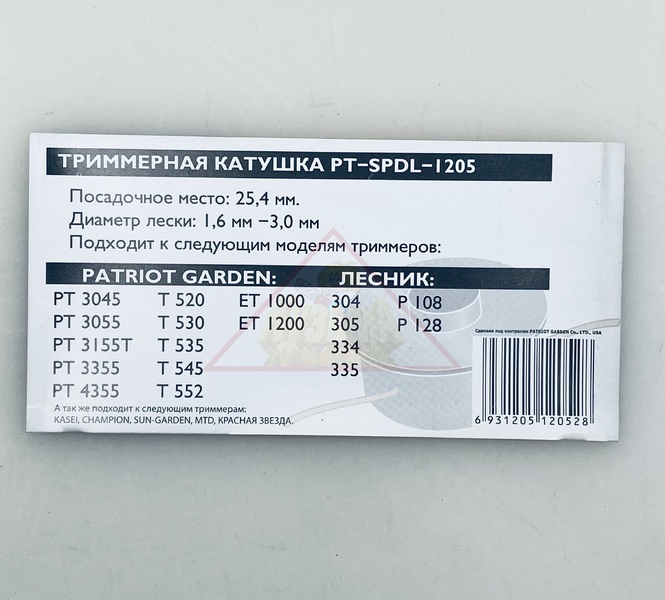 ТРИММЕРНАЯ КАТУШКА PT-SPDL-1205
Посадочное место: 25,4 мм.
Диаметр лески: 1,6 мм -3,0 мм
Подходит к следующим моделям триммеров:
PATRIOT GARDEN: ЛЕСНИК:
PT 3045 T 520 ET 1000 304 P 108
PT 3055 T 530 ET 1200 305 P 128
PT 3155T T 535 334
PT 3355 T 545 335
PT 4355 T 552
Сделано под контролем PATRIOT GARDEN Co., LTD., USA
А так же подходит к следующим триммерам:
KASEI, CHAMPION, SUN-GARDEN, MTD, КРАСНАЯ ЗВЕЗДА.
6 931205 120528